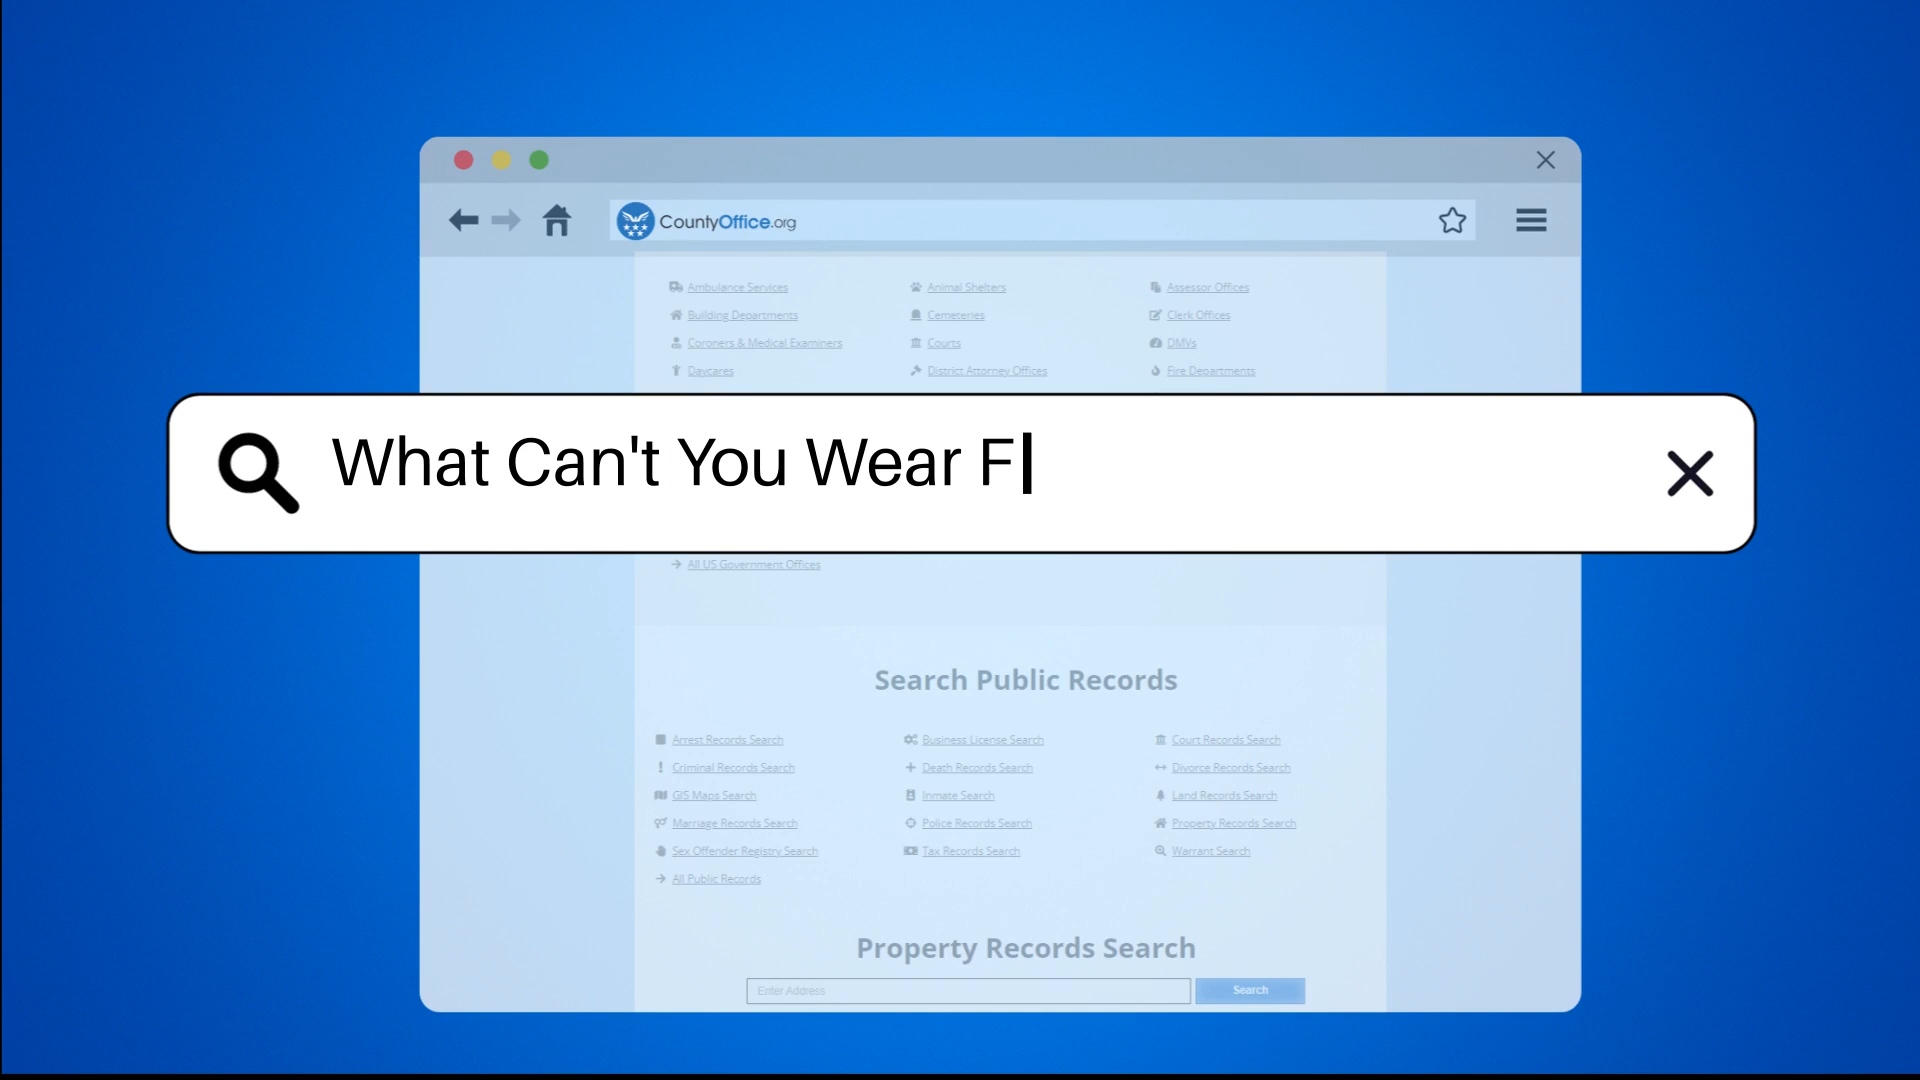 CountyOffice.org
Ambulance Services Animal Shelters Assessor Offices
Building Departments Cemeteries Clerk Offices
Coroners & Medical Examiners Courts DMVs
Daycares District Attorney Offices Fire Departments
What Can't You Wear F
All US Government Offices
Search Public Records
Arrest Records Search Business License Search Court Records Search
Criminal Records Search Death Records Search Divorce Records Search
GIS Maps Search Inmate Search Land Records Search
Marriage Records Search Police Records Search Property Records Search
Sex Offender Registry Search Tax Records Search Warrant Search
All Public Records
Property Records Search
Enter Address Search